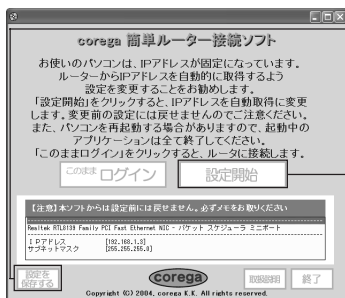 corega 簡単ルーター接続ソフト
お使いのパソコンは、IPアドレスが固定になっています。
ルーターからIPアドレスを自動的に取得するよう
設定を変更することをお勧めします。
「設定開始」をクリックすると、IPアドレスを自動取得に変更
します。変更前の設定には戻せませんのでご注意ください。
また、パソコンを再起動する場合がありますので、起動中の
アプリケーションは全て終了してください。
「このままログイン」をクリックすると、ルータに接続します。
このまま ログイン 設定開始
【注意】本ソフトからは設定前には戻せません。必ずメモをお取りください
Realtek RTL8139 Family PCI Fast Ethernet NIC - パケット スケジューラ ミニポート
IPアドレス [192.168.1.3]
サブネットマスク [255.255.255.0]
設定を
保存する
corega
取扱説明 終了
Copyright (C) 2004, corega K.K. All rights reserved.